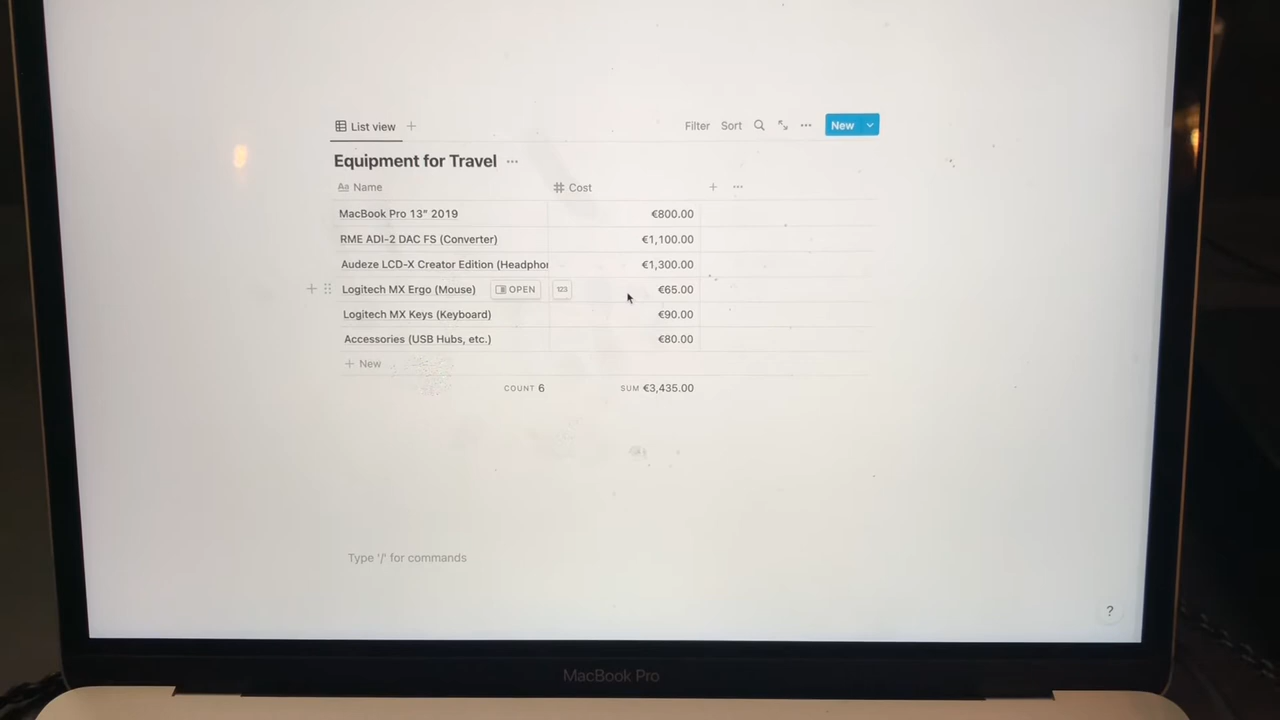 List view
Filter Sort New
Equipment for Travel
Aa Name Cost
MacBook Pro 13" 2019 €800.00
RME ADI-2 DAC FS (Converter) €1,100.00
Audeze LCD-X Creator Edition (Headphor €1,300.00
Logitech MX Ergo (Mouse) OPEN 123 €65.00
Logitech MX Keys (Keyboard) €90.00
Accessories (USB Hubs, etc.) €80.00
+ New
COUNT 6 SUM €3,435.00
Type '/' for commands
?
MacBook Pro